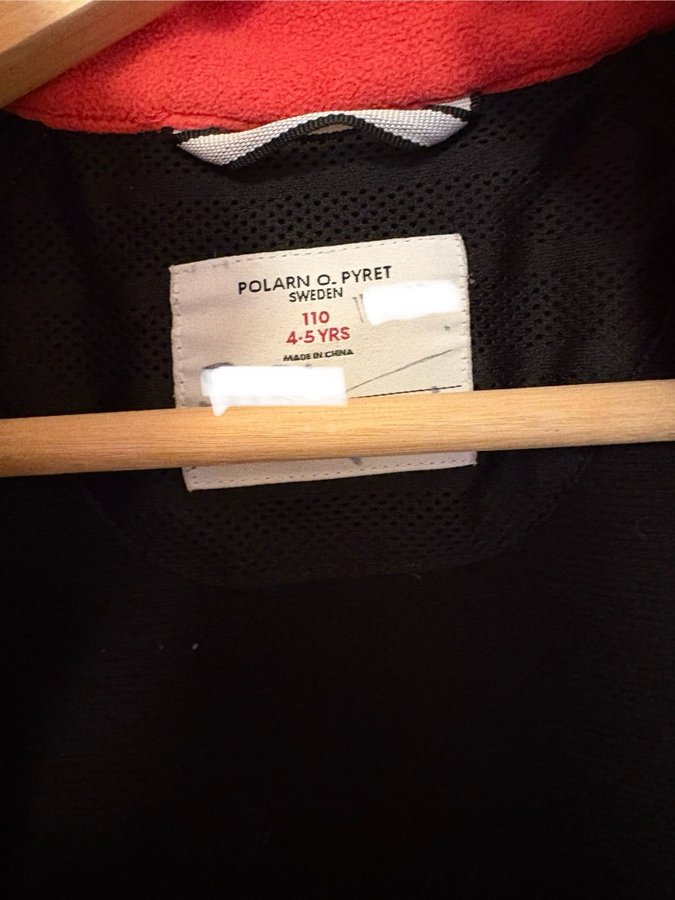 POLARN O. PYRET
SWEDEN
110
4-5 YRS
MADE IN CHINA